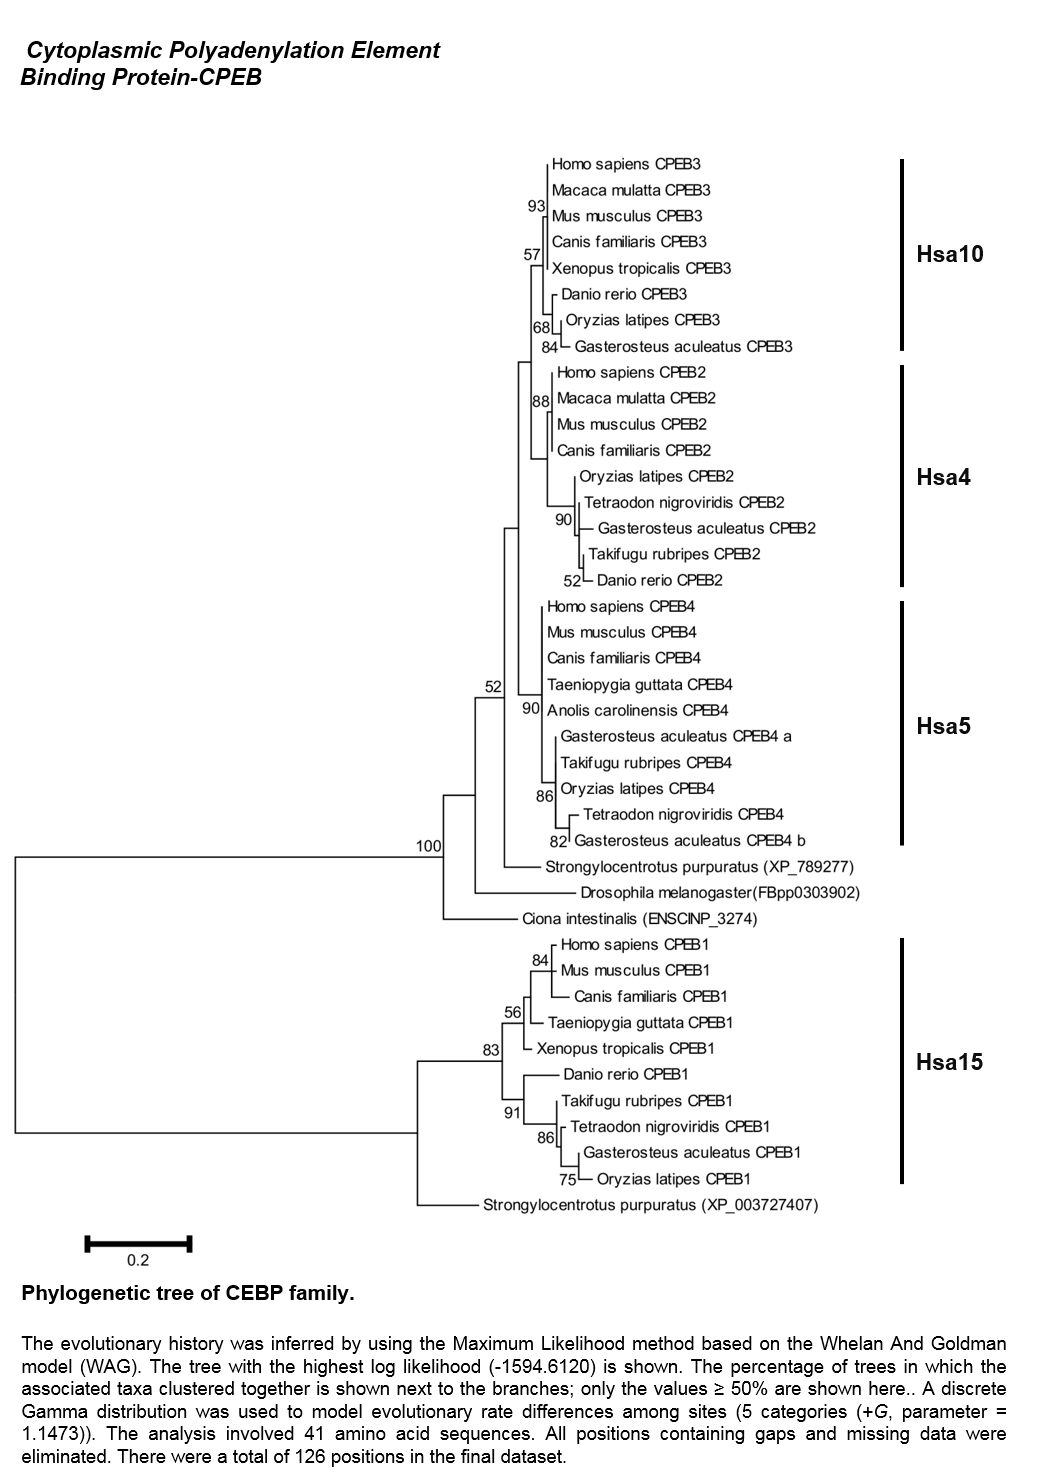 Cytoplasmic Polyadenylation Element
Binding Protein-CPEB
Homo sapiens CPEB3
Macaca mulatta CPEB3
93
Mus musculus CPEB3
Canis familiaris CPEB3
Hsa10
57
Xenopus tropicalis CPEB3
Danio rerio CPEB3
Oryzias latipes CPEB3
68
84
Gasterosteus aculeatus CPEB3
Homo sapiens CPEB2
88
Macaca mulatta CPEB2
Mus musculus CPEB2
Canis familiaris CPEB2
Oryzias latipes CPEB2
Hsa4
Tetraodon nigroviridis CPEB2
90
Gasterosteus aculeatus CPEB2
Takifugu rubripes CPEB2
52
Danio rerio CPEB2
Homo sapiens CPEB4
Mus musculus CPEB4
Canis familiaris CPEB4
52
Taeniopygia guttata CPEB4
90
Anolis carolinensis CPEB4
Hsa5
Gasterosteus aculeatus CPEB4 a
Takifugu rubripes CPEB4
86
Oryzias latipes CPEB4
Tetraodon nigroviridis CPEB4
82
Gasterosteus aculeatus CPEB4 b
100
Strongylocentrotus purpuratus (XP_789277)
Drosophila melanogaster(FBpp0303902)
Ciona intestinalis (ENSCINP_3274)
Homo sapiens CPEB1
84
Mus musculus CPEB1
Canis familiaris CPEB1
56
Taeniopygia guttata CPEB1
83
Xenopus tropicalis CPEB1
Hsa15
Danio rerio CPEB1
91
Takifugu rubripes CPEB1
86
Tetraodon nigroviridis CPEB1
Gasterosteus aculeatus CPEB1
75
Oryzias latipes CPEB1
Strongylocentrotus purpuratus (XP_003727407)
0.2
Phylogenetic tree of CEBP family.
The evolutionary history was inferred by using the Maximum Likelihood method based on the Whelan And Goldman
model (WAG). The tree with the highest log likelihood (-1594.6120) is shown. The percentage of trees in which the
associated taxa clustered together is shown next to the branches; only the values ≥ 50% are shown here.. A discrete
Gamma distribution was used to model evolutionary rate differences among sites (5 categories (+G, parameter =
1.1473)). The analysis involved 41 amino acid sequences. All positions containing gaps and missing data were
eliminated. There were a total of 126 positions in the final dataset.